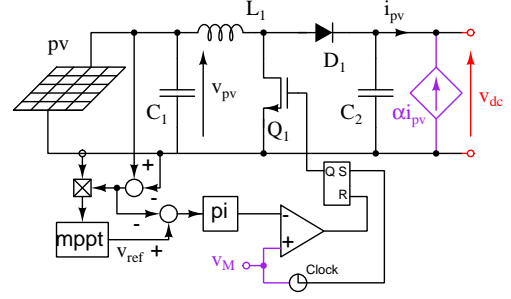 L1
ipv
pv
D1
C1
vpv
Q1
C2
αipv
vdc
+
-
Q S
R
mppt
-
vref
+
pi
-
+
vM
Clock